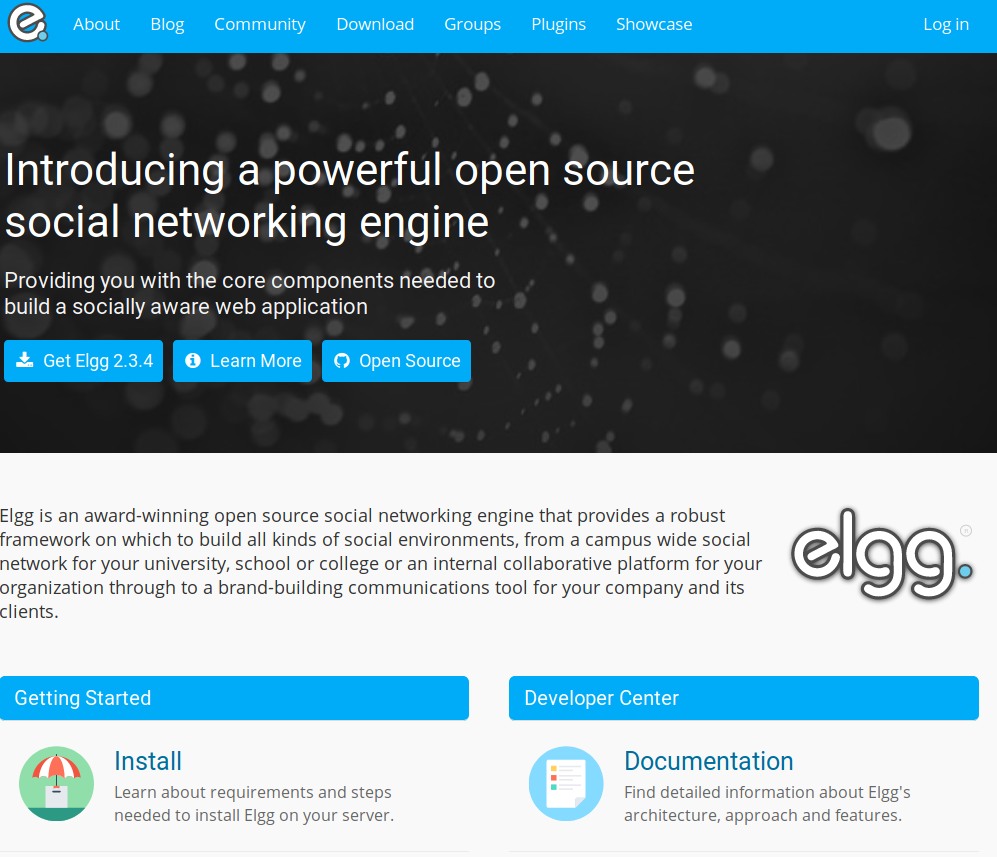 About Blog Community Download Groups Plugins Showcase Log in
Introducing a powerful open source
social networking engine
Providing you with the core components needed to
build a socially aware web application
Get Elgg 2.3.4 Learn More Open Source
Elgg is an award-winning open source social networking engine that provides a robust
framework on which to build all kinds of social environments, from a campus wide social
network for your university, school or college or an internal collaborative platform for your
organization through to a brand-building communications tool for your company and its
clients.
elgg.
Getting Started
Install
Learn about requirements and steps
needed to install Elgg on your server.
Developer Center
Documentation
Find detailed information about Elgg's
architecture, approach and features.